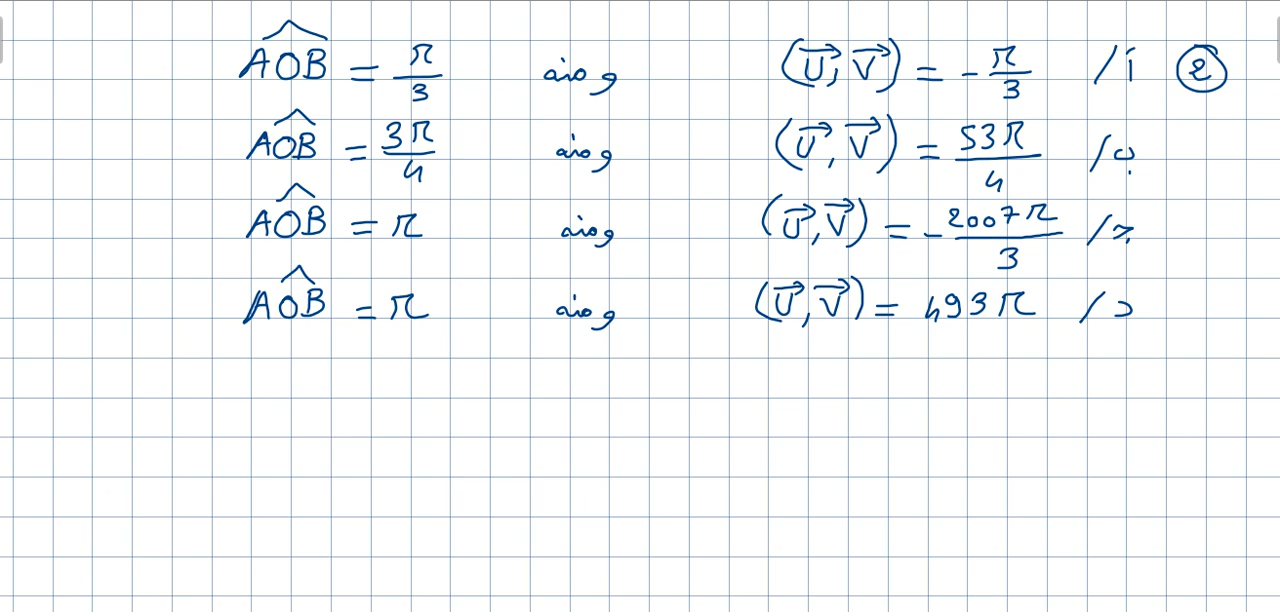 ② أ/ (U⃗, V⃗) = -π/3 ومنه AÔB = π/3
ب/ (U⃗, V⃗) = 53π/4 ومنه AÔB = 3π/4
ج/ (U⃗, V⃗) = -2007π/3 ومنه AÔB = π
د/ (U⃗, V⃗) = 493π ومنه AÔB = π